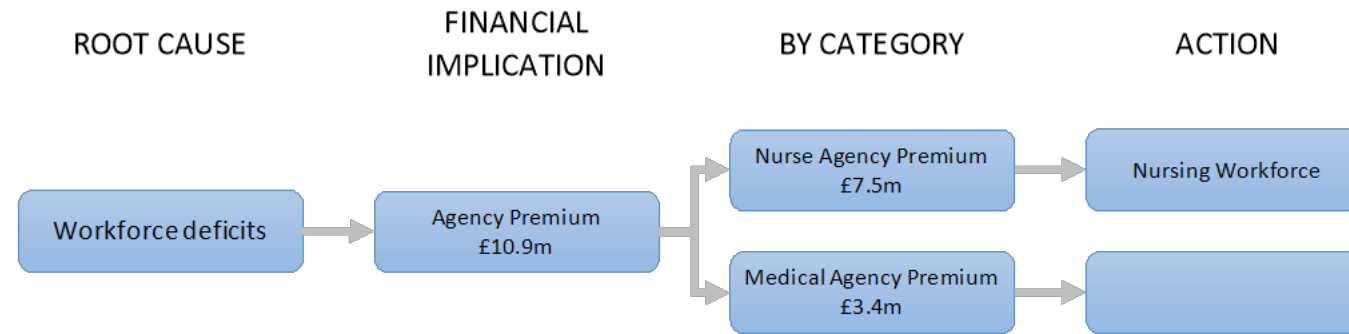 ROOT CAUSE
FINANCIAL
IMPLICATION
BY CATEGORY
ACTION
Workforce deficits
Agency Premium
£10.9m
Nurse Agency Premium
£7.5m
Nursing Workforce
Medical Agency Premium
£3.4m